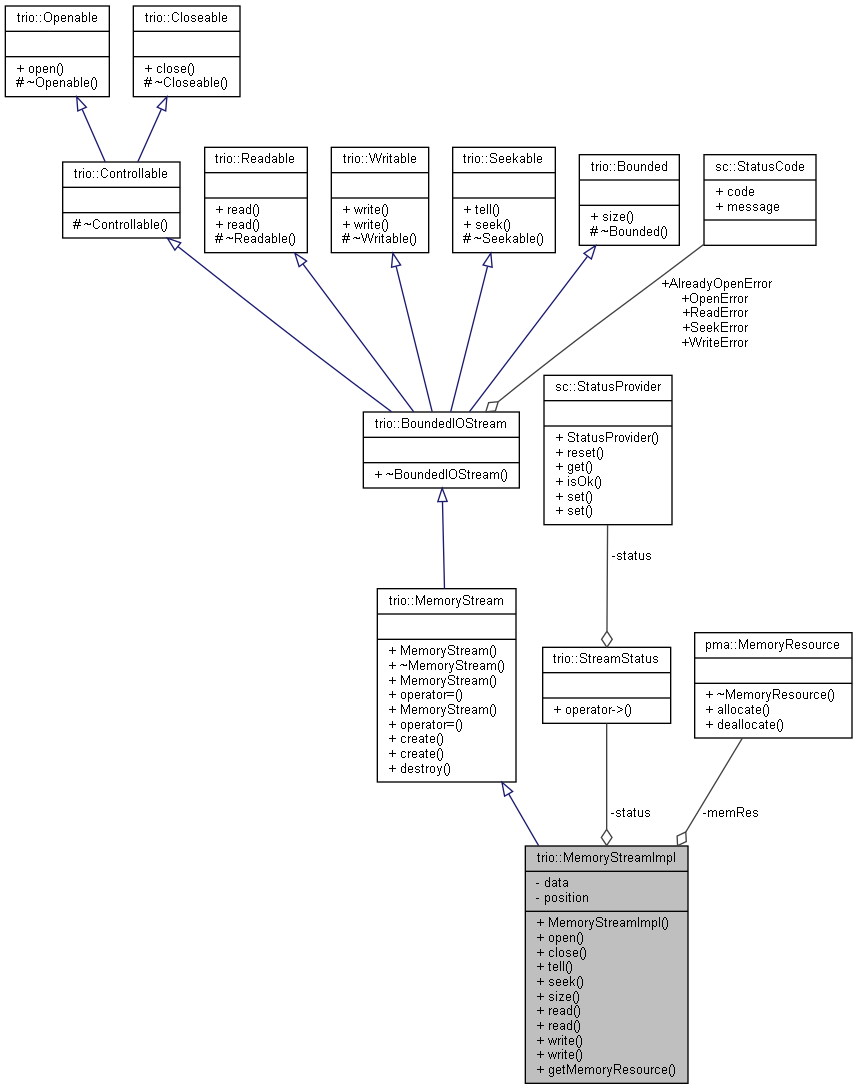 trio::Openable
+ open()
# ~Openable()
trio::Closeable
+ close()
# ~Closeable()
trio::Controllable
# ~Controllable()
trio::Readable
+ read()
+ read()
# ~Readable()
trio::Writable
+ write()
+ write()
# ~Writable()
trio::Seekable
+ tell()
+ seek()
# ~Seekable()
trio::Bounded
+ size()
# ~Bounded()
sc::StatusCode
+ code
+ message
+AlreadyOpenError
+OpenError
+ReadError
+SeekError
+WriteError
sc::StatusProvider
+ StatusProvider()
+ reset()
+ get()
+ isOk()
+ set()
+ set()
trio::BoundedIOStream
+ ~BoundedIOStream()
-status
trio::MemoryStream
+ MemoryStream()
+ ~MemoryStream()
+ MemoryStream()
+ operator=()
+ MemoryStream()
+ operator=()
+ create()
+ create()
+ destroy()
trio::StreamStatus
+ operator->()
pma::MemoryResource
+ ~MemoryResource()
+ allocate()
+ deallocate()
-status
-memRes
trio::MemoryStreamImpl
- data
- position
+ MemoryStreamImpl()
+ open()
+ close()
+ tell()
+ seek()
+ size()
+ read()
+ read()
+ write()
+ write()
+ getMemoryResource()